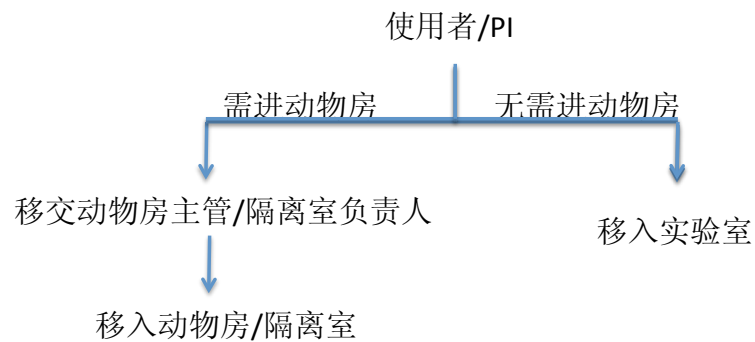 使用者/PI
需进动物房
无需进动物房
移交动物房主管/隔离室负责人
移入实验室
移入动物房/隔离室